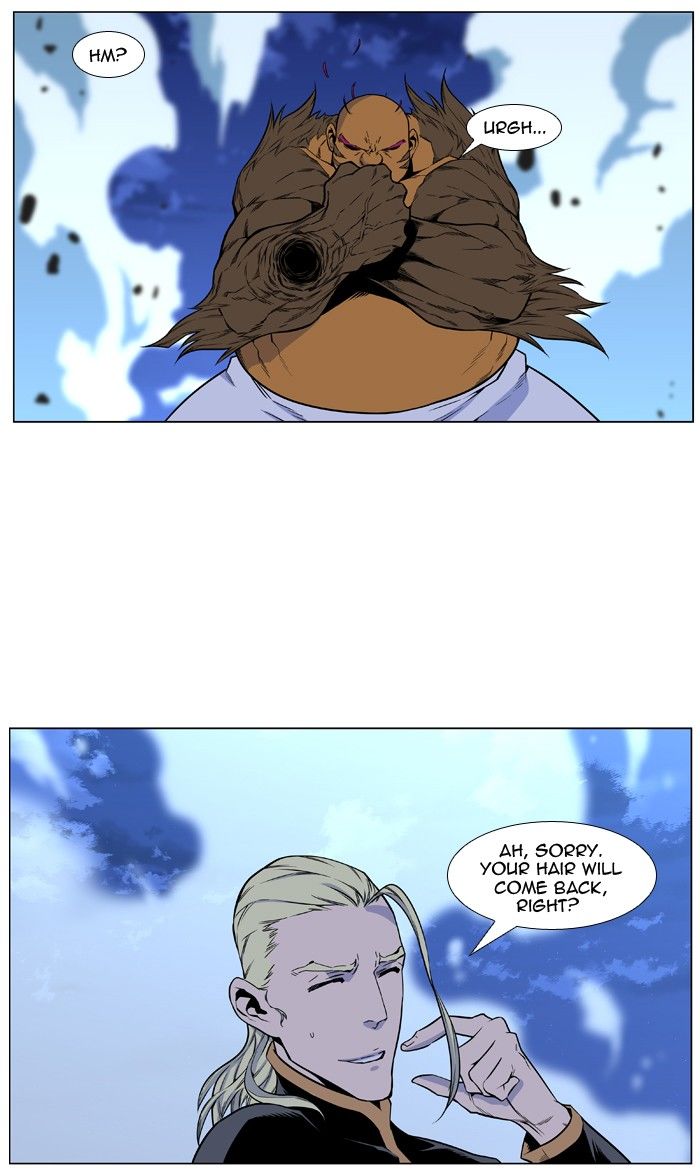 HM?
URGH...
AH, SORRY.
YOUR HAIR WILL
COME BACK,
RIGHT?